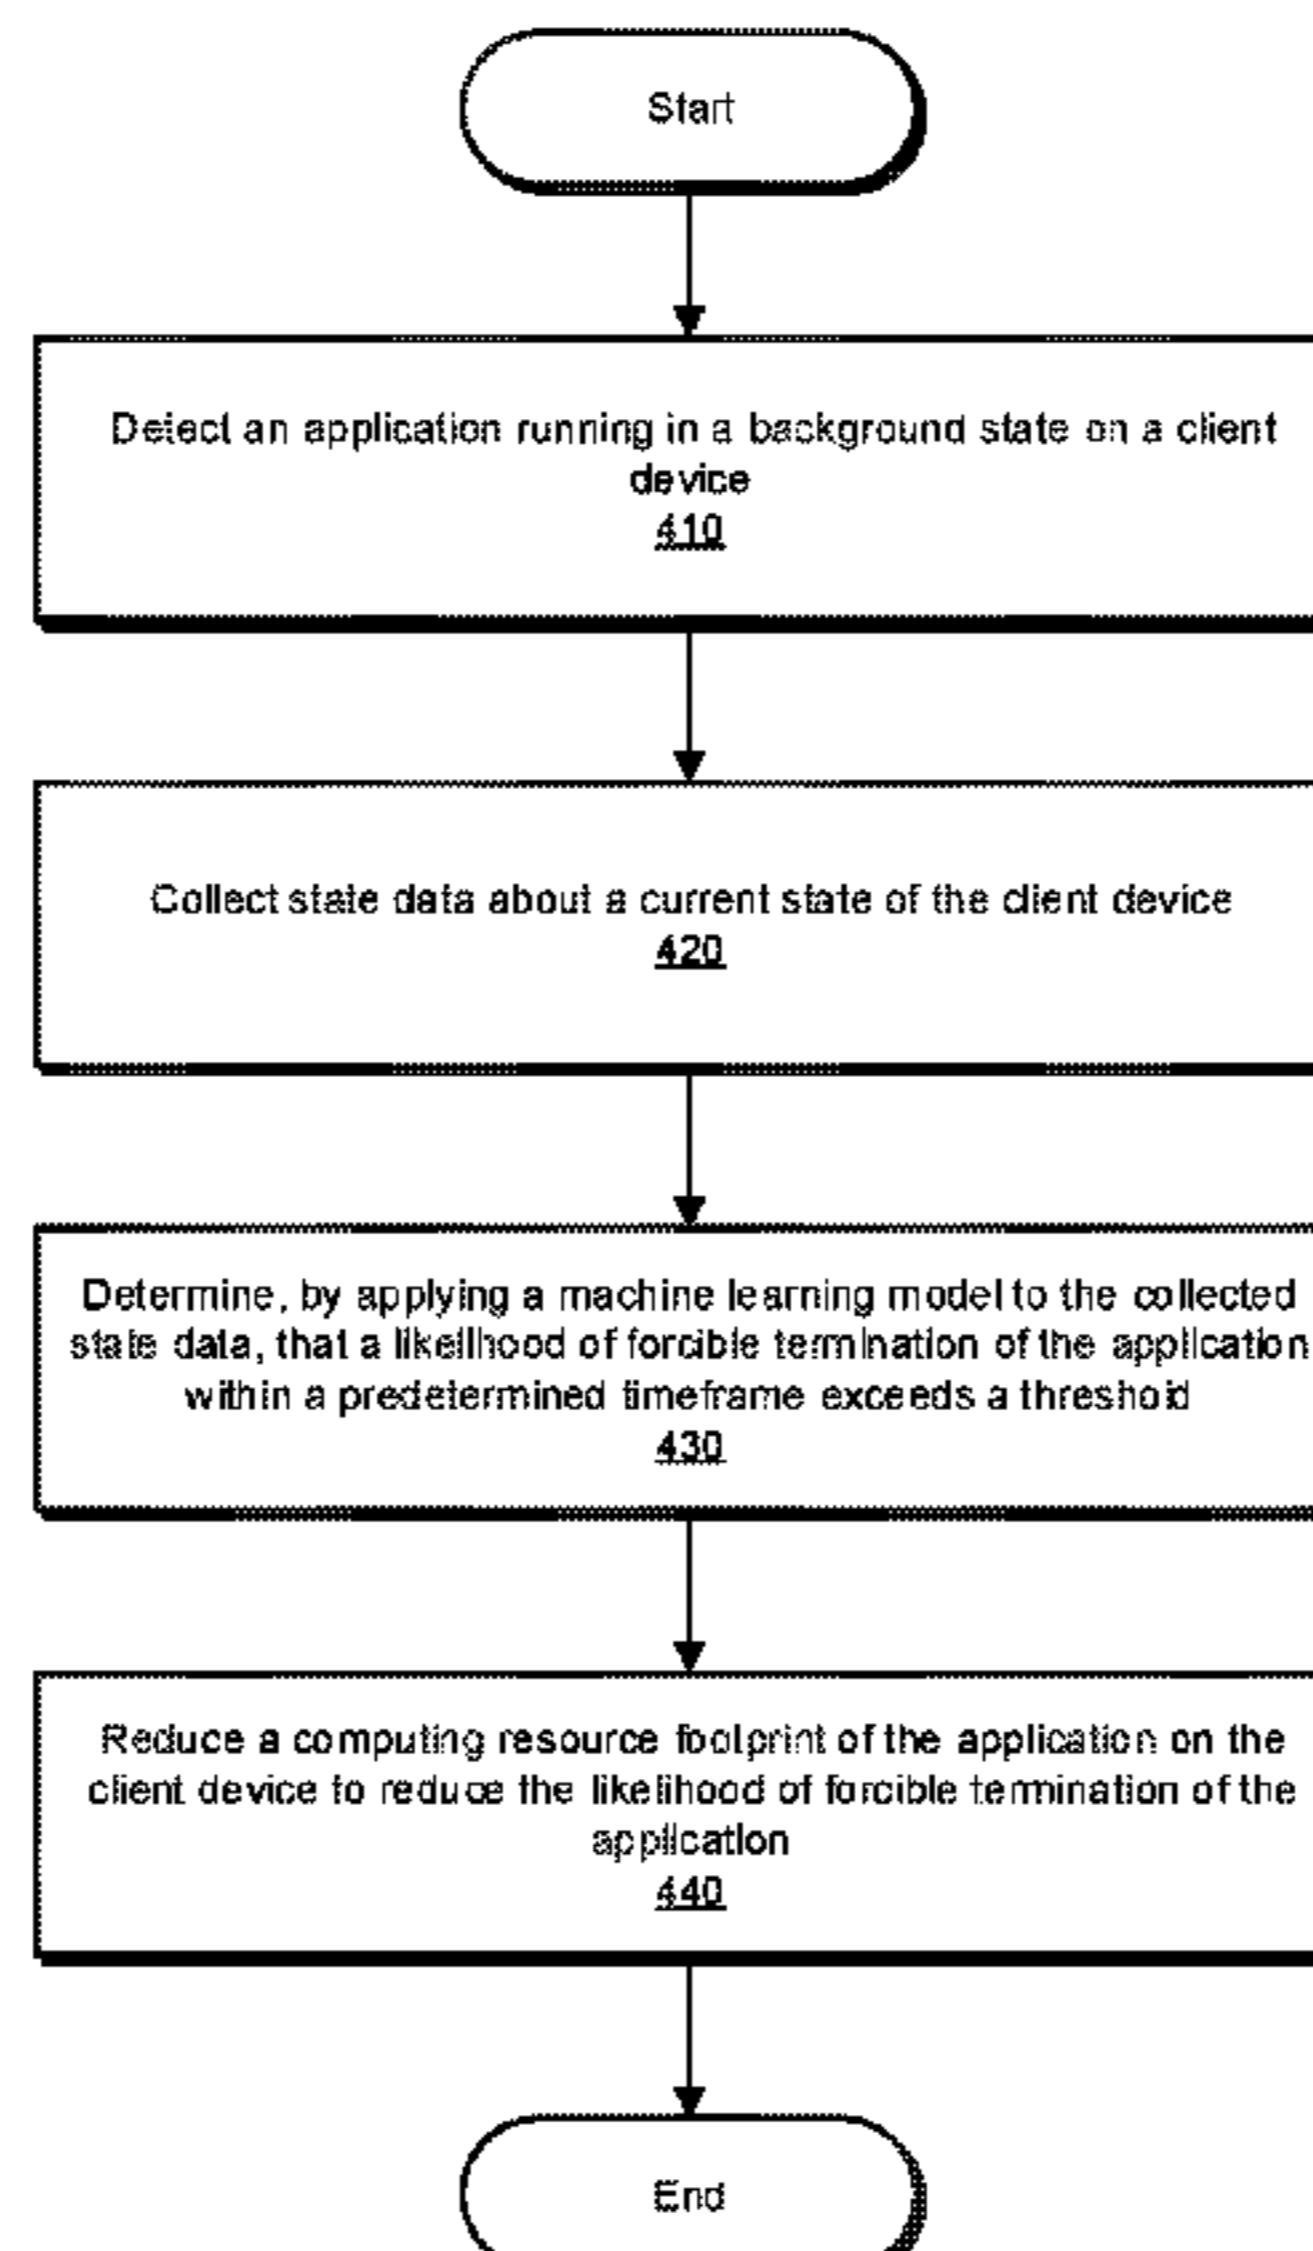 Start
Detect an application running in a background state on a client
device
410
Collect state data about a current state of the client device
420
Determine, by applying a machine learning model to the collected
state data, that a likelihood of forcible termination of the application
within a predetermined timeframe exceeds a threshold
430
Reduce a computing resource footprint of the application on the
client device to reduce the likelihood of forcible termination of the
application
440
End